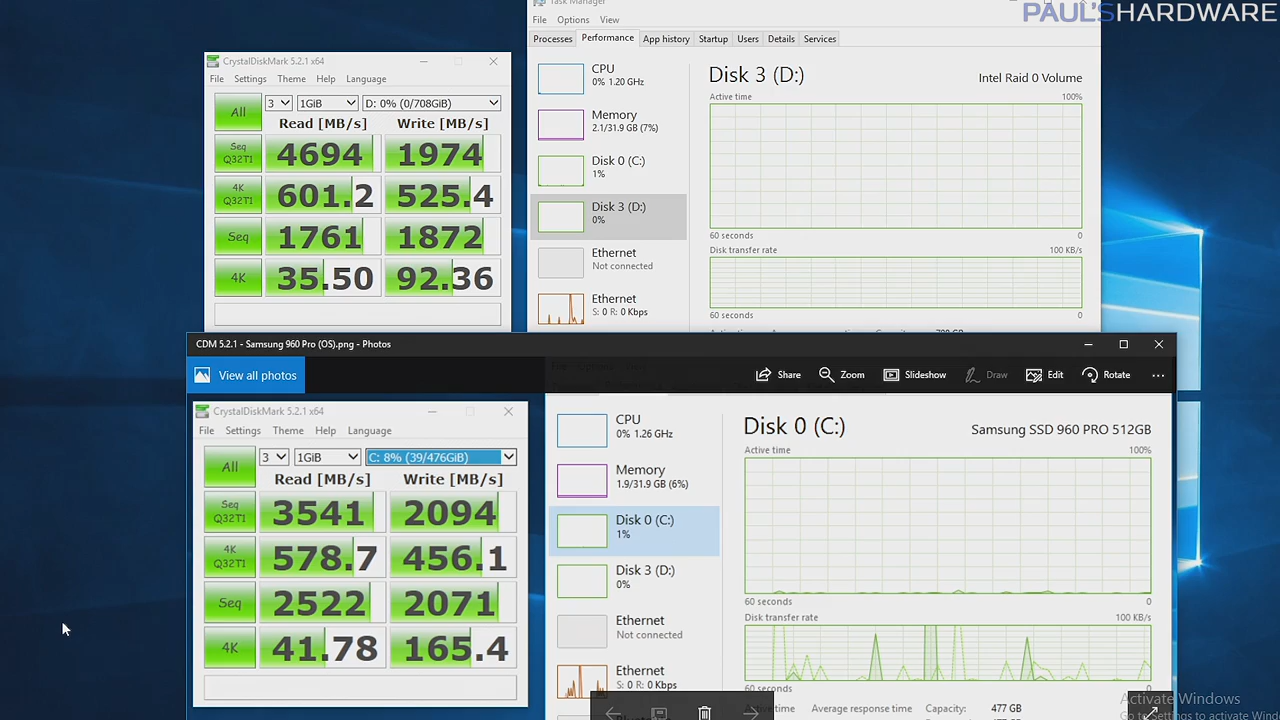 PAUL'SHARDWARE
Task Manager
File Options View
Processes Performance App history Startup Users Details Services
CPU
0% 1.20 GHz
Memory
2.1/31.9 GB (7%)
Disk 0 (C:)
1%
Disk 3 (D:)
0%
Ethernet
Not connected
Ethernet
S: 0 R: 0 Kbps
Disk 3 (D:)
Intel Raid 0 Volume
Active time 100%
60 seconds 0
Disk transfer rate 100 KB/s
60 seconds 0
CrystalDiskMark 5.2.1 x64
File Settings Theme Help Language
All 3 1GiB D: 0% (0/708GiB)
Read [MB/s] Write [MB/s]
Seq Q32T1 4694 1974
4K Q32T1 601.2 525.4
Seq 1761 1872
4K 35.50 92.36
CDM 5.2.1 - Samsung 960 Pro (OS).png - Photos
View all photos Share Zoom Slideshow Draw Edit Rotate ...
CrystalDiskMark 5.2.1 x64
File Settings Theme Help Language
All 3 1GiB C: 8% (39/476GiB)
Read [MB/s] Write [MB/s]
Seq Q32T1 3541 2094
4K Q32T1 578.7 456.1
Seq 2522 2071
4K 41.78 165.4
CPU
0% 1.26 GHz
Memory
1.9/31.9 GB (6%)
Disk 0 (C:)
1%
Disk 3 (D:)
0%
Ethernet
Not connected
Ethernet
S: 0 R: 0 Kbps
Disk 0 (C:)
Samsung SSD 960 PRO 512GB
Active time 100%
60 seconds 0
Disk transfer rate 100 KB/s
60 seconds 0
time Average response time Capacity: 477 GB
Activate Windows
Go to Settings to activate Wind